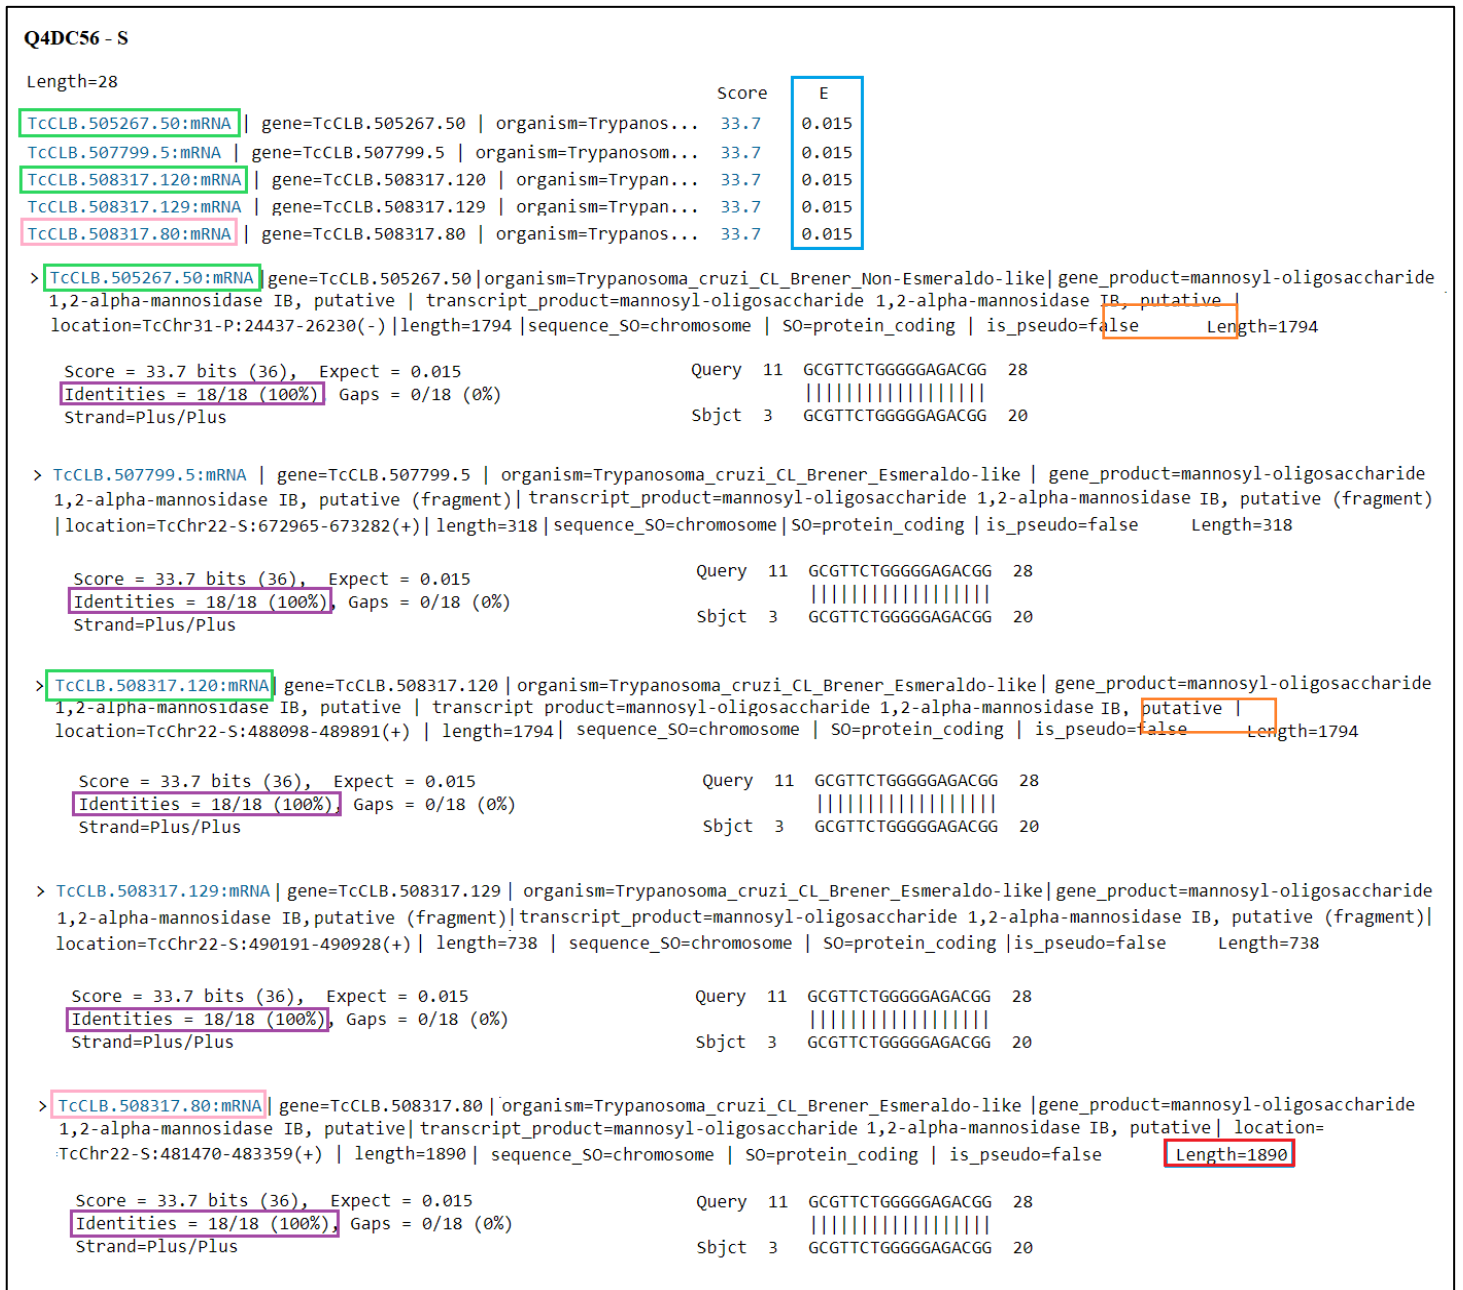 Q4DC56 - S
Length=28
Score E
TcCLB.505267.50:mRNA | gene=TcCLB.505267.50 | organism=Trypanos... 33.7 0.015
TcCLB.507799.5:mRNA | gene=TcCLB.507799.5 | organism=Trypanosom... 33.7 0.015
TcCLB.508317.120:mRNA | gene=TcCLB.508317.120 | organism=Trypan... 33.7 0.015
TcCLB.508317.129:mRNA | gene=TcCLB.508317.129 | organism=Trypan... 33.7 0.015
TcCLB.508317.80:mRNA | gene=TcCLB.508317.80 | organism=Trypanos... 33.7 0.015
> TcCLB.505267.50:mRNA |gene=TcCLB.505267.50|organism=Trypanosoma_cruzi_CL_Brener_Non-Esmeraldo-like| gene_product=mannosyl-oligosaccharide
1,2-alpha-mannosidase IB, putative | transcript_product=mannosyl-oligosaccharide 1,2-alpha-mannosidase IB, putative |
location=TcChr31-P:24437-26230(-)|length=1794 |sequence_SO=chromosome | SO=protein_coding | is_pseudo=false Length=1794
Score = 33.7 bits (36), Expect = 0.015 Query 11 GCGTTCTGGGGGAGACGG 28
Identities = 18/18 (100%), Gaps = 0/18 (0%) ||||||||||||||||||
Strand=Plus/Plus Sbjct 3 GCGTTCTGGGGGAGACGG 20
> TcCLB.507799.5:mRNA | gene=TcCLB.507799.5 | organism=Trypanosoma_cruzi_CL_Brener_Esmeraldo-like | gene_product=mannosyl-oligosaccharide
1,2-alpha-mannosidase IB, putative (fragment)| transcript_product=mannosyl-oligosaccharide 1,2-alpha-mannosidase IB, putative (fragment)
|location=TcChr22-S:672965-673282(+)| length=318|sequence_SO=chromosome|SO=protein_coding |is_pseudo=false Length=318
Score = 33.7 bits (36), Expect = 0.015 Query 11 GCGTTCTGGGGGAGACGG 28
Identities = 18/18 (100%), Gaps = 0/18 (0%) ||||||||||||||||||
Strand=Plus/Plus Sbjct 3 GCGTTCTGGGGGAGACGG 20
> TcCLB.508317.120:mRNA| gene=TcCLB.508317.120 | organism=Trypanosoma_cruzi_CL_Brener_Esmeraldo-like| gene_product=mannosyl-oligosaccharide
1,2-alpha-mannosidase IB, putative | transcript product=mannosyl-oligosaccharide 1,2-alpha-mannosidase IB, putative |
location=TcChr22-S:488098-489891(+) | length=1794| sequence_SO=chromosome | SO=protein_coding | is_pseudo=false Length=1794
Score = 33.7 bits (36), Expect = 0.015 Query 11 GCGTTCTGGGGGAGACGG 28
Identities = 18/18 (100%), Gaps = 0/18 (0%) ||||||||||||||||||
Strand=Plus/Plus Sbjct 3 GCGTTCTGGGGGAGACGG 20
> TcCLB.508317.129:mRNA| gene=TcCLB.508317.129 | organism=Trypanosoma_cruzi_CL_Brener_Esmeraldo-like|gene_product=mannosyl-oligosaccharide
1,2-alpha-mannosidase IB,putative (fragment)|transcript_product=mannosyl-oligosaccharide 1,2-alpha-mannosidase IB, putative (fragment)|
location=TcChr22-S:490191-490928(+)| length=738 | sequence_SO=chromosome | SO=protein_coding |is_pseudo=false Length=738
Score = 33.7 bits (36), Expect = 0.015 Query 11 GCGTTCTGGGGGAGACGG 28
Identities = 18/18 (100%), Gaps = 0/18 (0%) ||||||||||||||||||
Strand=Plus/Plus Sbjct 3 GCGTTCTGGGGGAGACGG 20
> TcCLB.508317.80:mRNA| gene=TcCLB.508317.80 | organism=Trypanosoma_cruzi_CL_Brener_Esmeraldo-like |gene_product=mannosyl-oligosaccharide
1,2-alpha-mannosidase IB, putative| transcript_product=mannosyl-oligosaccharide 1,2-alpha-mannosidase IB, putative| location=
TcChr22-S:481470-483359(+) | length=1890| sequence_SO=chromosome | SO=protein_coding | is_pseudo=false Length=1890
Score = 33.7 bits (36), Expect = 0.015 Query 11 GCGTTCTGGGGGAGACGG 28
Identities = 18/18 (100%), Gaps = 0/18 (0%) ||||||||||||||||||
Strand=Plus/Plus Sbjct 3 GCGTTCTGGGGGAGACGG 20